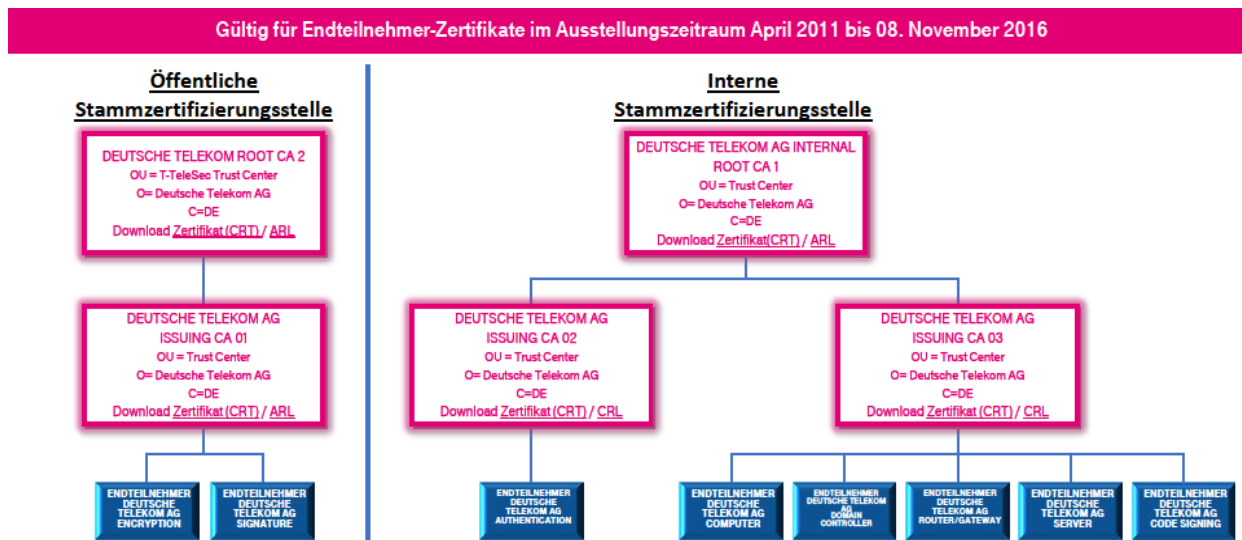 Gültig für Endteilnehmer-Zertifikate im Ausstellungszeitraum April 2011 bis 08. November 2016
Öffentliche
Stammzertifizierungsstelle
DEUTSCHE TELEKOM ROOT CA 2
OU = T-TeleSec Trust Center
O= Deutsche Telekom AG
C=DE
Download Zertifikat (CRT) / ARL
DEUTSCHE TELEKOM AG
ISSUING CA 01
OU = Trust Center
O= Deutsche Telekom AG
C=DE
Download Zertifikat (CRT) / ARL
ENDTEILNEHMER
DEUTSCHE
TELEKOM AG
ENCRYPTION
ENDTEILNEHMER
DEUTSCHE
TELEKOM AG
SIGNATURE
Interne
Stammzertifizierungsstelle
DEUTSCHE TELEKOM AG INTERNAL
ROOT CA 1
OU = Trust Center
O= Deutsche Telekom AG
C=DE
Download Zertifikat(CRT) / ARL
DEUTSCHE TELEKOM AG
ISSUING CA 02
OU = Trust Center
O= Deutsche Telekom AG
C=DE
Download Zertifikat (CRT) / CRL
DEUTSCHE TELEKOM AG
ISSUING CA 03
OU = Trust Center
O= Deutsche Telekom AG
C=DE
Download Zertifikat (CRT) / CRL
ENDTEILNEHMER
DEUTSCHE
TELEKOM AG
AUTHENTICATION
ENDTEILNEHMER
DEUTSCHE
TELEKOM AG
COMPUTER
ENDTEILNEHMER
DEUTSCHE TELEKOM
AG
DOMAIN
CONTROLLER
ENDTEILNEHMER
DEUTSCHE
TELEKOM AG
ROUTER/GATEWAY
ENDTEILNEHMER
DEUTSCHE
TELEKOM AG
SERVER
ENDTEILNEHMER
DEUTSCHE
TELEKOM AG
CODE SIGNING